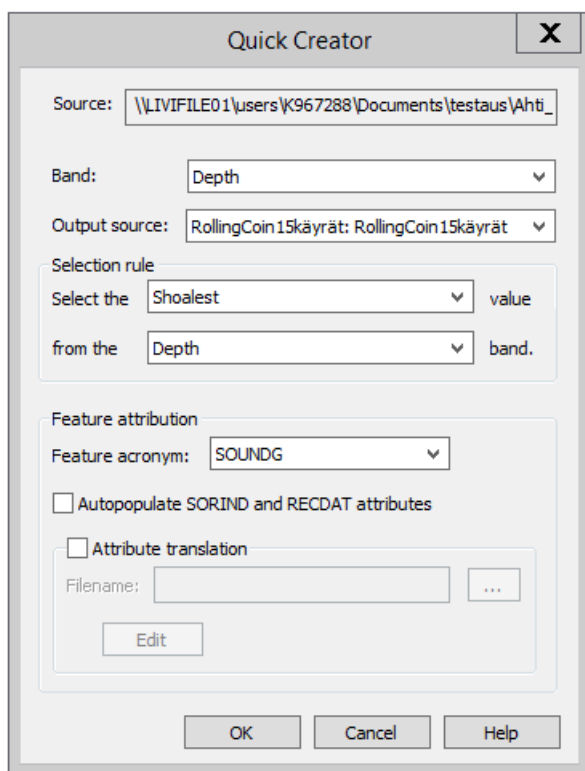 Quick Creator
X
Source: \\LIVIFILE01\users\K967288\Documents\testaus\Ahti_
Band: Depth
Output source: RollingCoin15käyrät: RollingCoin15käyrät
Selection rule
Select the Shoalest value
from the Depth band.
Feature attribution
Feature acronym: SOUNDG
Autopopulate SORIND and RECDAT attributes
Attribute translation
Filename: ...
Edit
OK Cancel Help